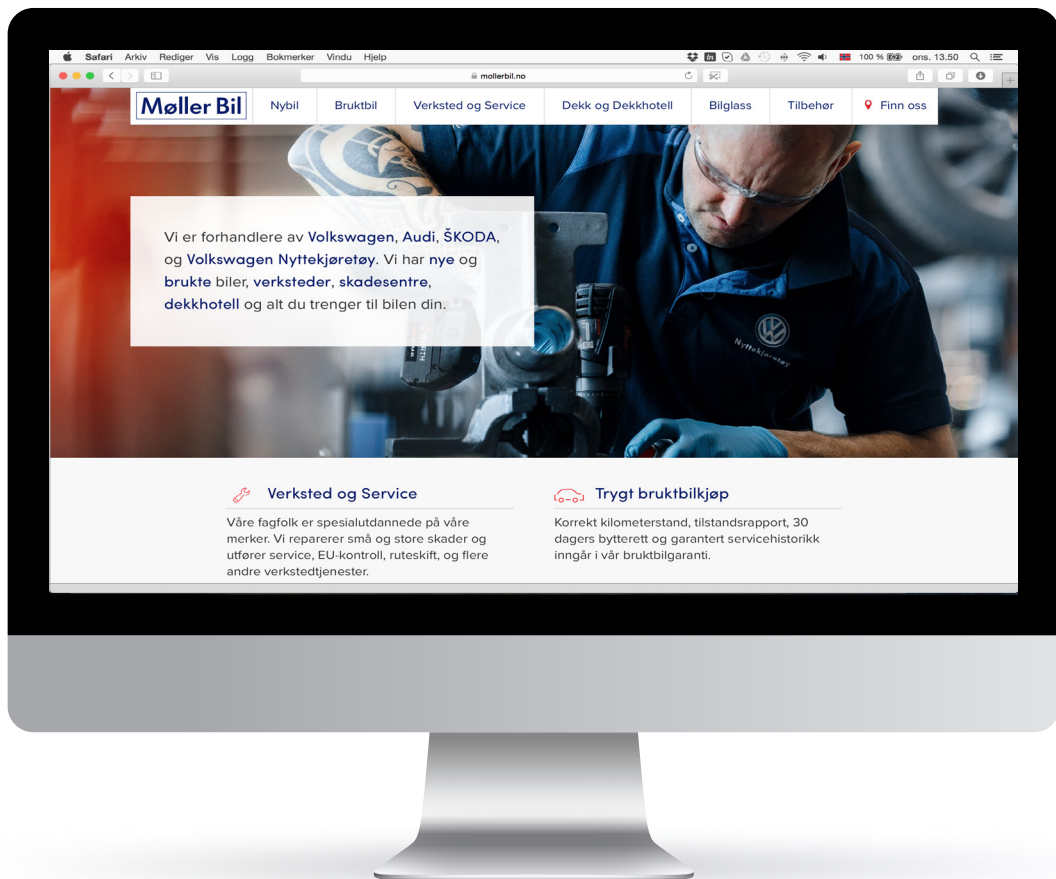 Safari Arkiv Rediger Vis Logg Bokmerker Vindu Hjelp 100 % ons. 13.50
mollerbil.no
Møller Bil Nybil Bruktbil Verksted og Service Dekk og Dekkhotell Bilglass Tilbehør Finn oss
Vi er forhandlere av Volkswagen, Audi, ŠKODA,
og Volkswagen Nyttekjøretøy. Vi har nye og
brukte biler, verksteder, skadesentre,
dekkhotell og alt du trenger til bilen din.
Nyttekjøretøy
Verksted og Service
Våre fagfolk er spesialutdannede på våre
merker. Vi reparerer små og store skader og
utfører service, EU-kontroll, ruteskift, og flere
andre verkstedtjenester.
Trygt bruktbilkjøp
Korrekt kilometerstand, tilstandsrapport, 30
dagers bytterett og garantert servicehistorikk
inngår i vår bruktbilgaranti.